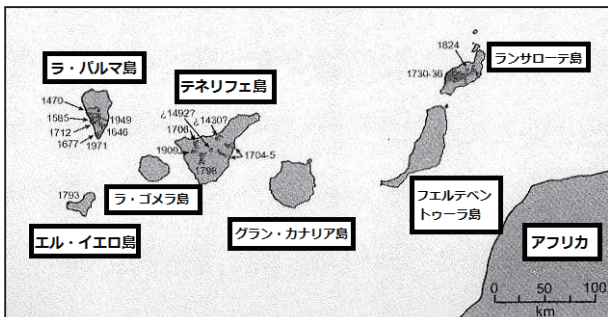 1824
ランサローテ島
1730-36
ラ・パルマ島
テネリフェ島
1470
1585
1712
1677
1971
1949
1646
¿1492?
¿1430?
1706
1909
1798
1704-5
1793
ラ・ゴメラ島
エル・イエロ島
グラン・カナリア島
フエルテベン
トゥーラ島
アフリカ
0 50 100
km